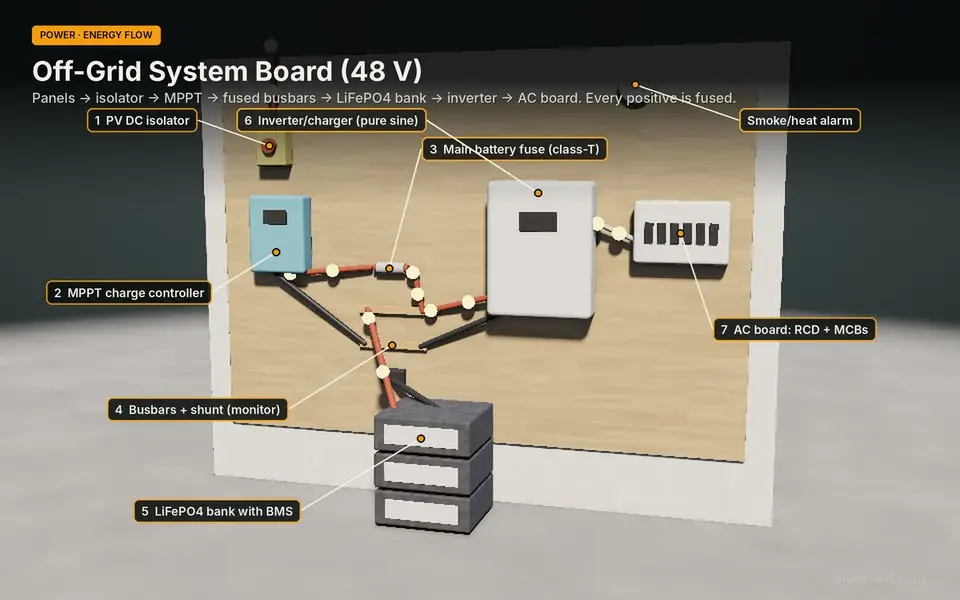 POWER · ENERGY FLOW
Off-Grid System Board (48 V)
Panels → isolator → MPPT → fused busbars → LiFePO4 bank → inverter → AC board. Every positive is fused.
1 PV DC isolator
6 Inverter/charger (pure sine)
Smoke/heat alarm
3 Main battery fuse (class-T)
2 MPPT charge controller
7 AC board: RCD + MCBs
4 Busbars + shunt (monitor)
5 LiFePO4 bank with BMS